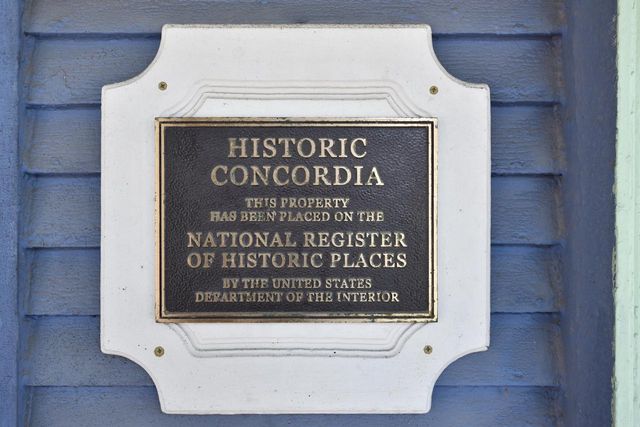 HISTORIC
CONCORDIA
THIS PROPERTY
HAS BEEN PLACED ON THE
NATIONAL REGISTER
OF HISTORIC PLACES
BY THE UNITED STATES
DEPARTMENT OF THE INTERIOR